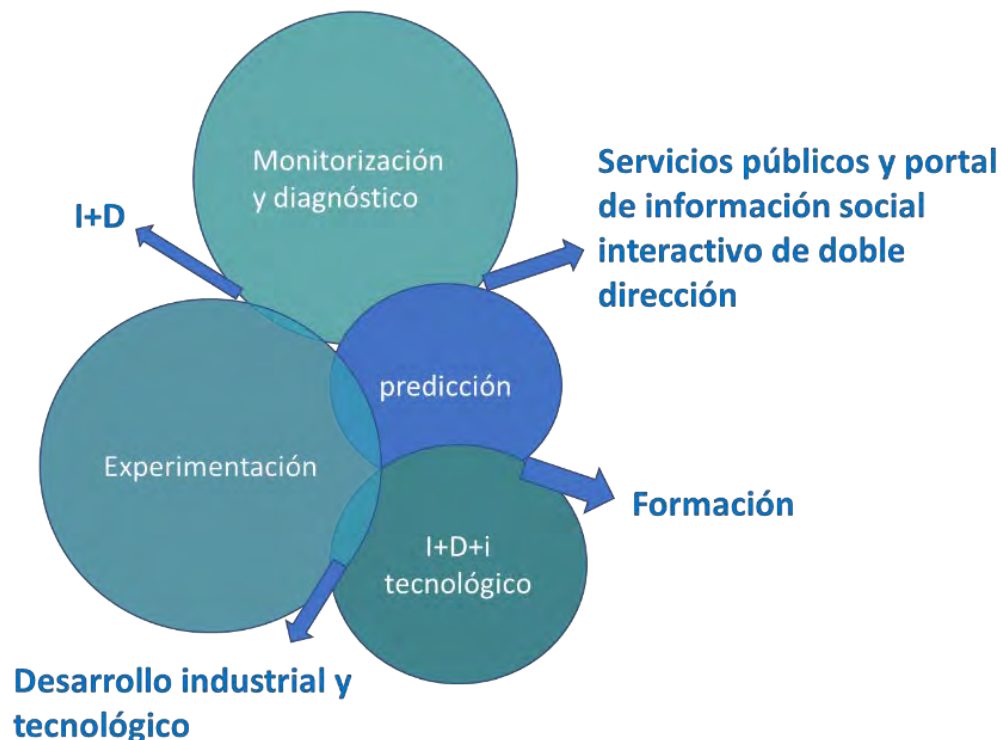 Monitorización
y diagnóstico
I+D
Servicios públicos y portal
de información social
interactivo de doble
dirección
predicción
Experimentación
Formación
I+D+i
tecnológico
Desarrollo industrial y
tecnológico